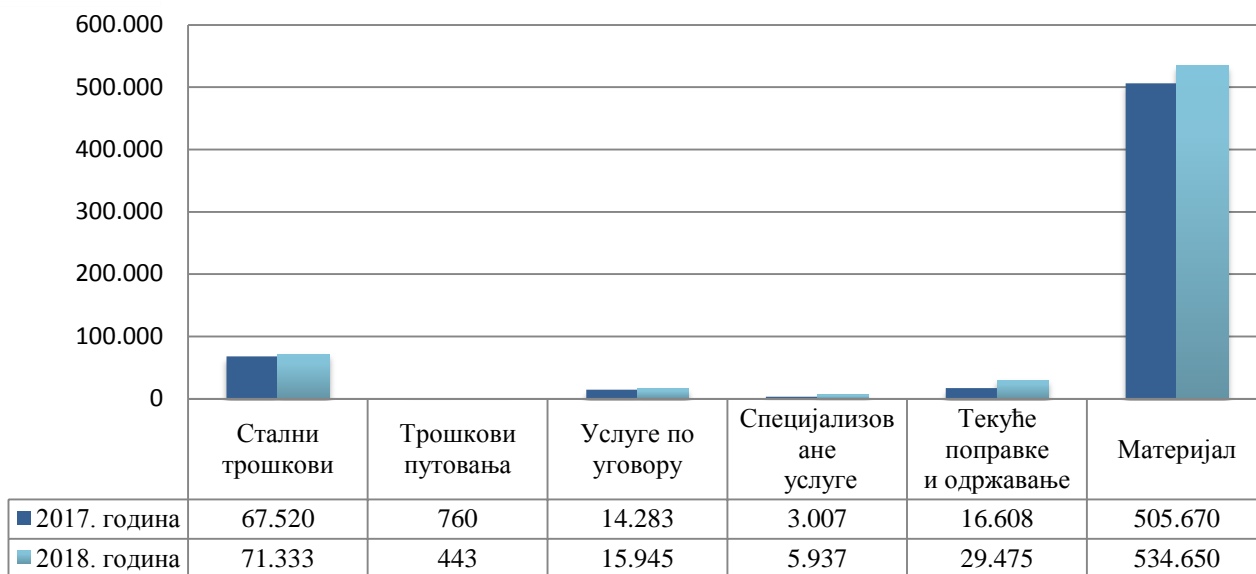 600.000
500.000
400.000
300.000
200.000
100.000
0
Стални
трошкови
Трошкови
путовања
Услуге по
уговору
Специјализов
ане
услуге
Текуће
поправке
и одржавање
Материјал
2017. година 67.520 760 14.283 3.007 16.608 505.670
2018. година 71.333 443 15.945 5.937 29.475 534.650